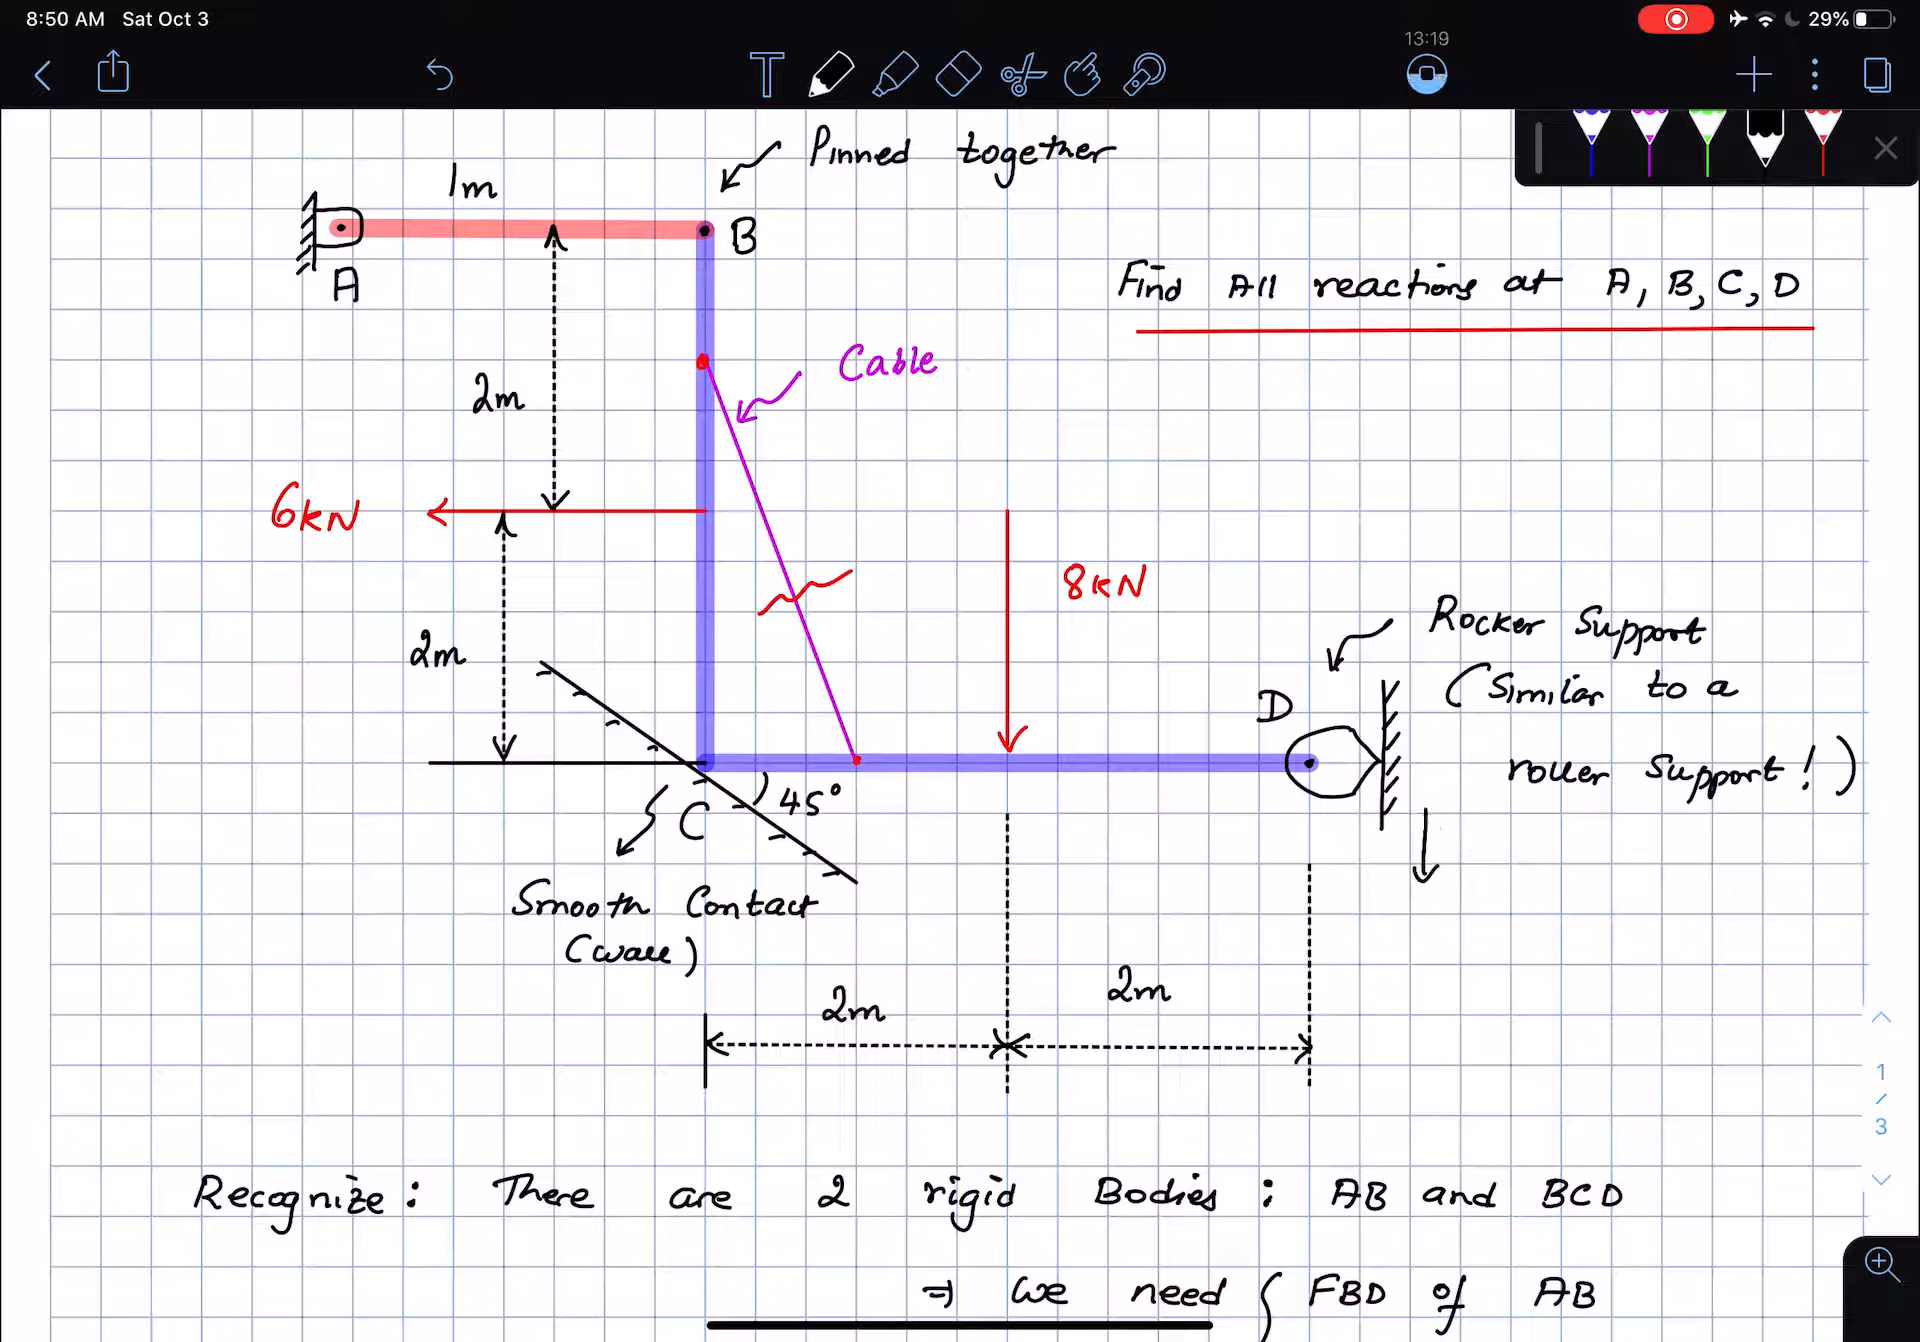 8:50 AM Sat Oct 3
29%
13:19
Pinned together
1m
B
A
Find All reactions at A, B, C, D
Cable
2m
6kN
8kN
Rocker Support
2m
(Similar to a
D
roller Support!)
45°
C
Smooth Contact
(wall)
2m
2m
1
/
3
Recognize: There are 2 rigid Bodies: AB and BCD
⇒ We need { FBD of AB